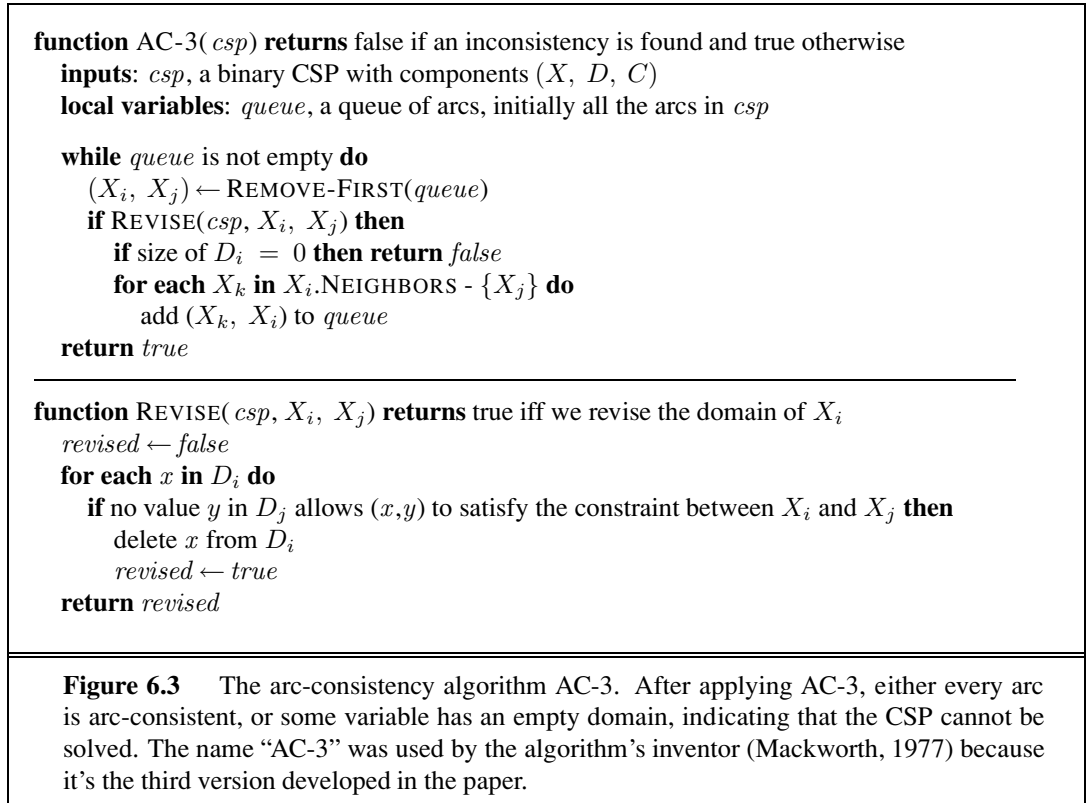 function AC-3( csp) returns false if an inconsistency is found and true otherwise
inputs: csp, a binary CSP with components (X, D, C)
local variables: queue, a queue of arcs, initially all the arcs in csp
while queue is not empty do
(Xᵢ, Xⱼ) ← REMOVE-FIRST(queue)
if REVISE(csp, Xᵢ, Xⱼ) then
if size of Dᵢ = 0 then return false
for each Xₖ in Xᵢ.NEIGHBORS - {Xⱼ} do
add (Xₖ, Xᵢ) to queue
return true
function REVISE( csp, Xᵢ, Xⱼ) returns true iff we revise the domain of Xᵢ
revised ← false
for each x in Dᵢ do
if no value y in Dⱼ allows (x,y) to satisfy the constraint between Xᵢ and Xⱼ then
delete x from Dᵢ
revised ← true
return revised
Figure 6.3 The arc-consistency algorithm AC-3. After applying AC-3, either every arc
is arc-consistent, or some variable has an empty domain, indicating that the CSP cannot be
solved. The name “AC-3” was used by the algorithm’s inventor (Mackworth, 1977) because
it’s the third version developed in the paper.